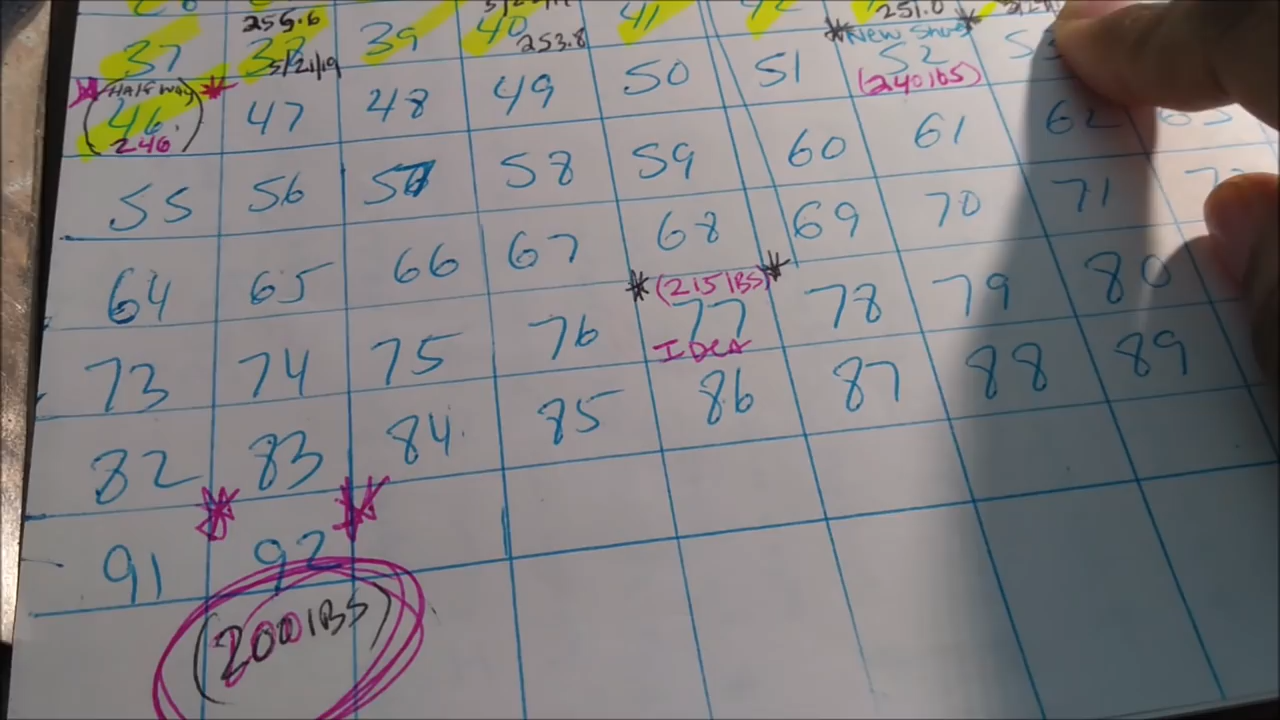 255.6
251.0
37 38 39 40 41
5/21/19 253.8
*New Shoes*
52
(240 lbs)
* HALF WAY *
(46.)
246
47 48 49 50 51
61 62 63
55 56 57 58 59 60
64 65 66 67 68 69 70 71
*(215 lBS)*
73 74 75 76 77 78 79 80
IDEA
82 83 84 85 86 87 88 89
91 92
(200 lBS)